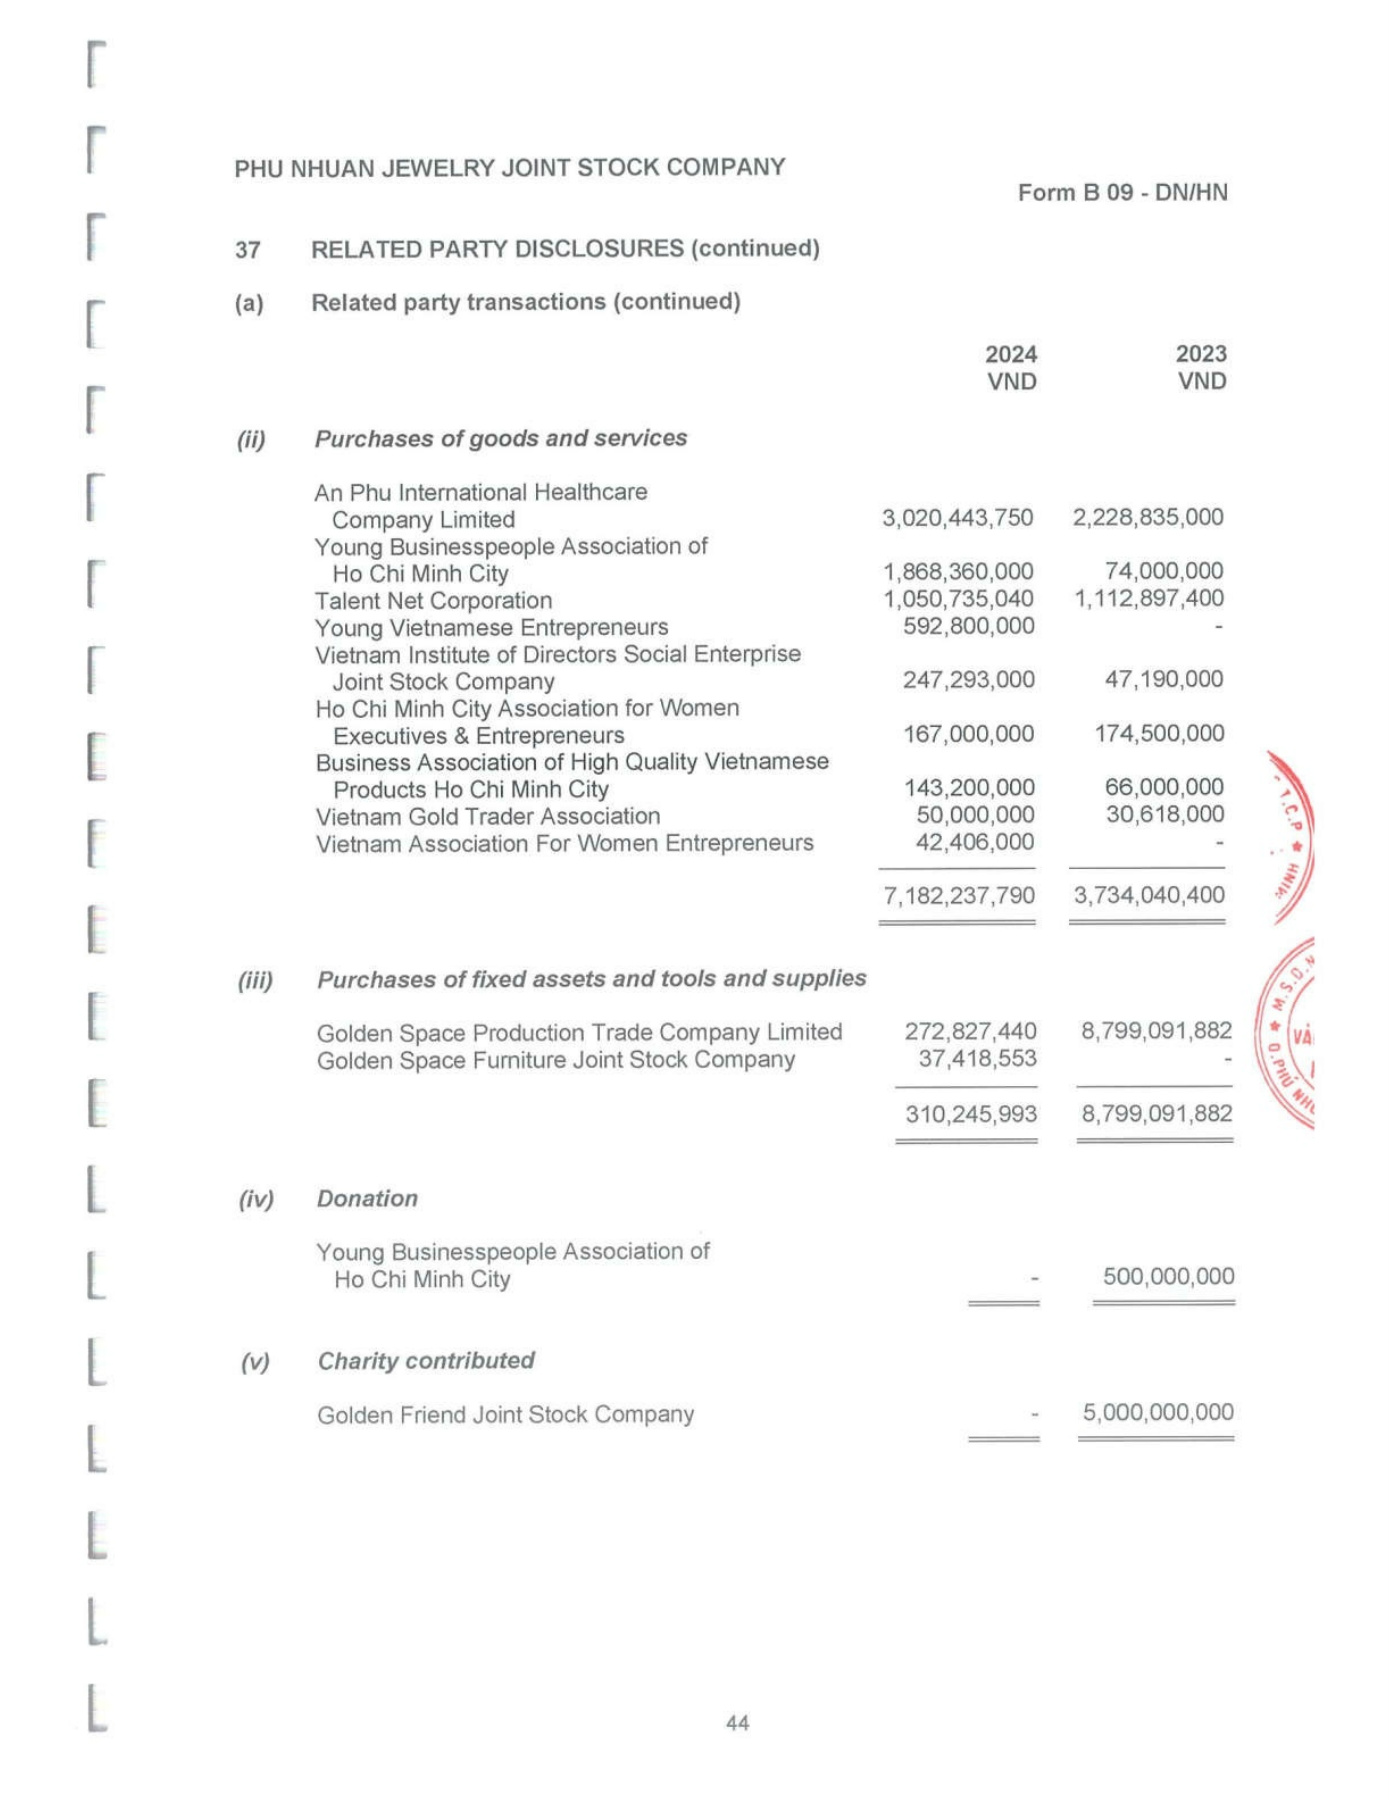 PHU NHUAN JEWELRY JOINT STOCK COMPANY
Form B 09 - DN/HN
37 RELATED PARTY DISCLOSURES (continued)
(a) Related party transactions (continued)
2024 2023
VND VND
(ii) Purchases of goods and services
An Phu International Healthcare
Company Limited 3,020,443,750 2,228,835,000
Young Businesspeople Association of
Ho Chi Minh City 1,868,360,000 74,000,000
Talent Net Corporation 1,050,735,040 1,112,897,400
Young Vietnamese Entrepreneurs 592,800,000 -
Vietnam Institute of Directors Social Enterprise
Joint Stock Company 247,293,000 47,190,000
Ho Chi Minh City Association for Women
Executives & Entrepreneurs 167,000,000 174,500,000
Business Association of High Quality Vietnamese
Products Ho Chi Minh City 143,200,000 66,000,000
Vietnam Gold Trader Association 50,000,000 30,618,000
Vietnam Association For Women Entrepreneurs 42,406,000 -
7,182,237,790 3,734,040,400
(iii) Purchases of fixed assets and tools and supplies
Golden Space Production Trade Company Limited 272,827,440 8,799,091,882
Golden Space Furniture Joint Stock Company 37,418,553 -
310,245,993 8,799,091,882
(iv) Donation
Young Businesspeople Association of
Ho Chi Minh City - 500,000,000
(v) Charity contributed
Golden Friend Joint Stock Company - 5,000,000,000
44
T.C.P
MINH
M.S.D.N
Q.PHÚ NHU